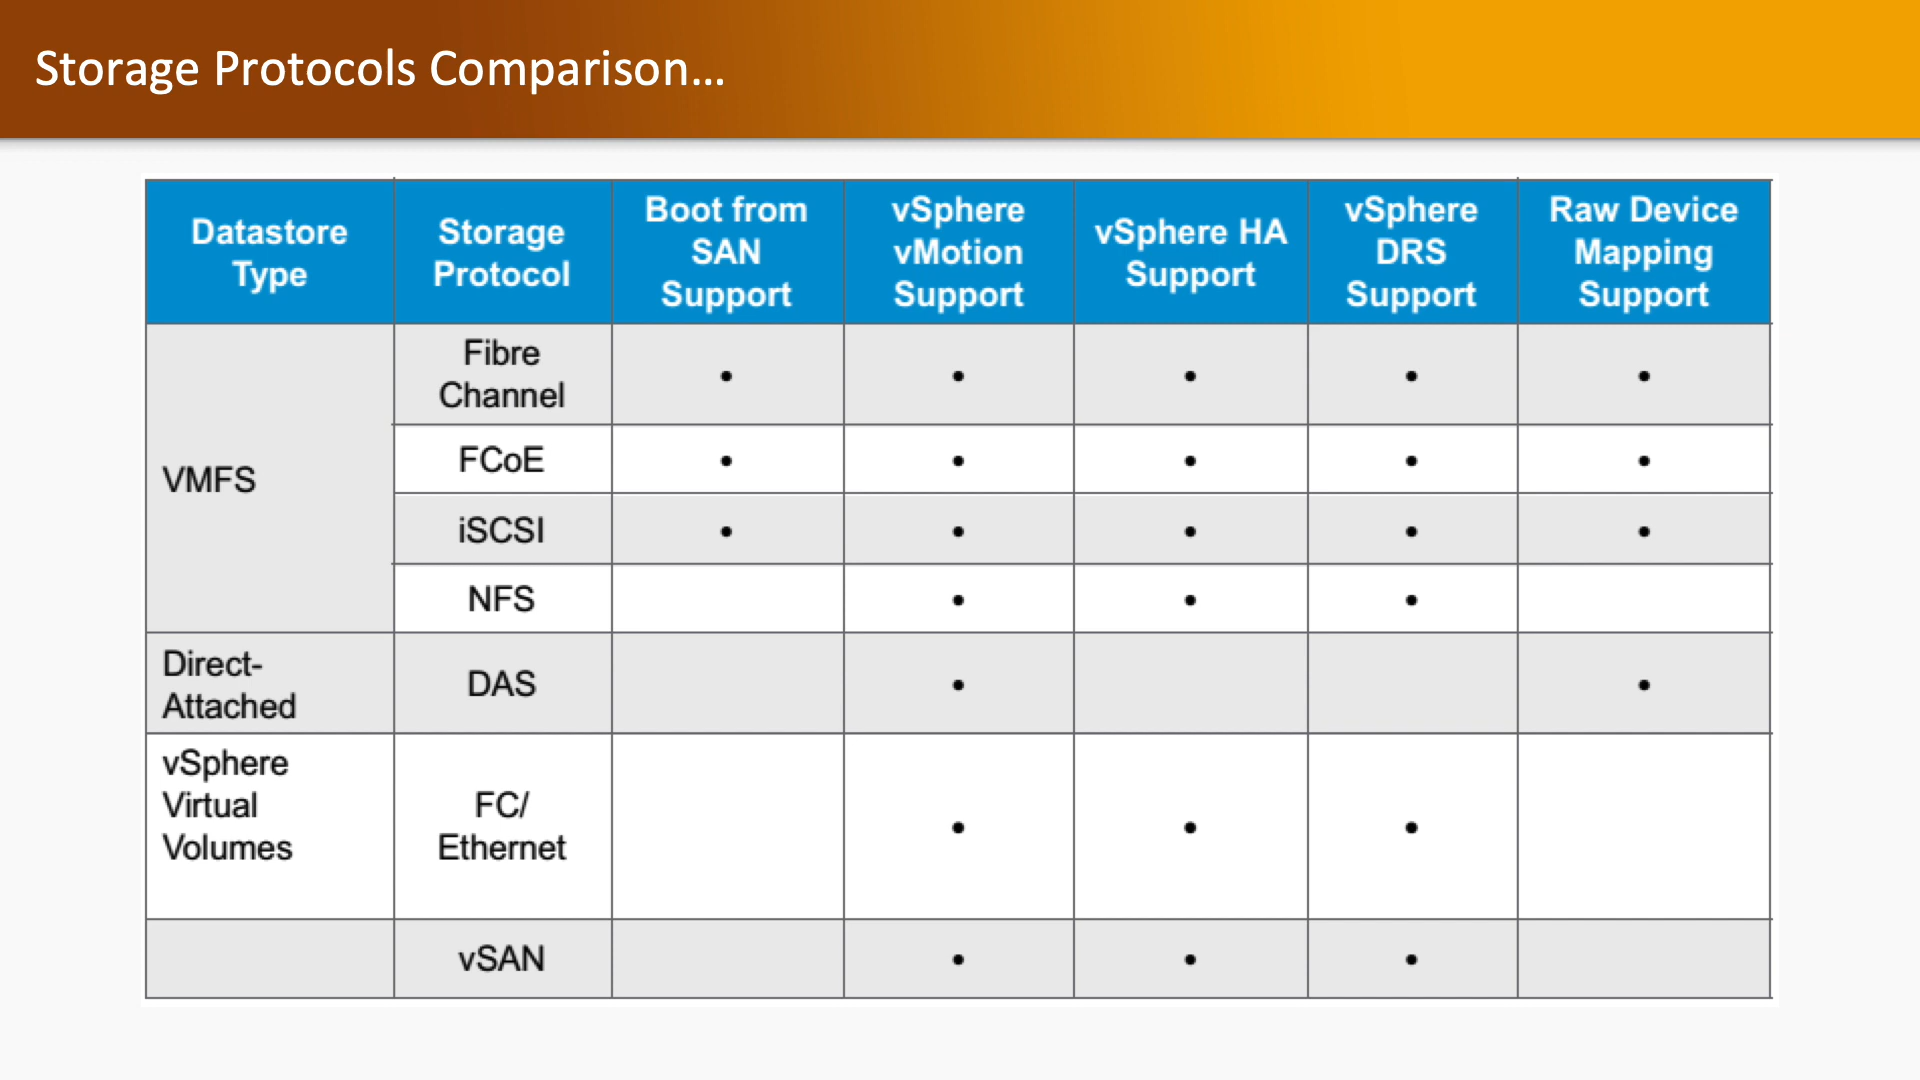 Storage Protocols Comparison...
Datastore
Type
Storage
Protocol
Boot from
SAN
Support
vSphere
vMotion
Support
vSphere HA
Support
vSphere
DRS
Support
Raw Device
Mapping
Support
VMFS
Fibre
Channel
• • • • •
FCoE
• • • • •
iSCSI
• • • • •
NFS
• • •
Direct-
Attached
DAS
• •
vSphere
Virtual
Volumes
FC/
Ethernet
• • •
vSAN
• • •